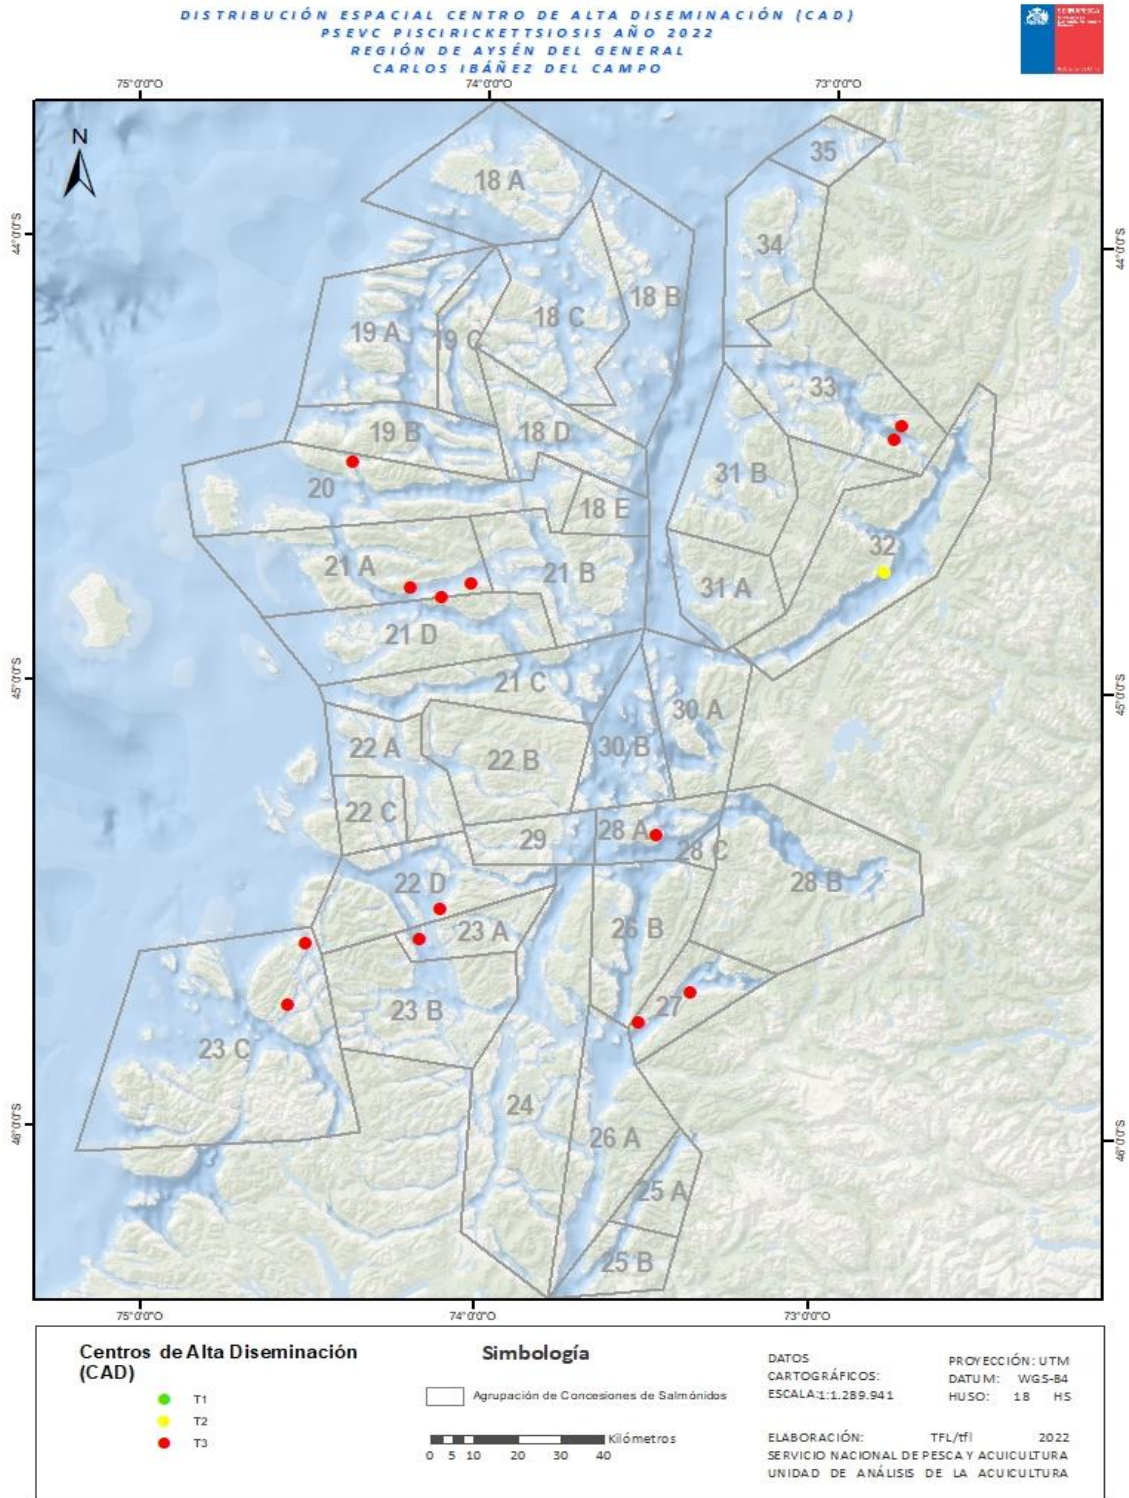 DISTRIBUCIÓN ESPACIAL CENTRO DE ALTA DISEMINACIÓN (CAD)
PSEVC PISCIRICKETTSIOSIS AÑO 2022
REGIÓN DE AYSÉN DEL GENERAL
CARLOS IBÁÑEZ DEL CAMPO
SERNAPESCA
75°0'0"O 74°0'0"O 73°0'0"O
N
35
18 A
44°0'0"S 44°0'0"S
34
18 B
18 C
19 A 19 C
33
19 B 18 D
31 B
20
18 E
32
21 A 21 B
31 A
21 D
45°0'0"S 45°0'0"S
21 C
30 A
22 A 30 B
22 B
22 C
29 28 A
28 C
22 D 28 B
23 A 26 B
23 B 27
23 C
24
46°0'0"S 46°0'0"S
26 A
25 A
25 B
75°0'0"O 74°0'0"O 73°0'0"O
Centros de Alta Diseminación
(CAD)
T1
T2
T3
Simbología
Agrupación de Concesiones de Salmónidos
Kilómetros
0 5 10 20 30 40
DATOS
CARTOGRÁFICOS:
ESCALA:1:1.289.941
PROYECCIÓN: UTM
DATUM: WGS-84
HUSO: 18 HS
ELABORACIÓN: TFL/tfl 2022
SERVICIO NACIONAL DE PESCA Y ACUICULTURA
UNIDAD DE ANÁLISIS DE LA ACUICULTURA